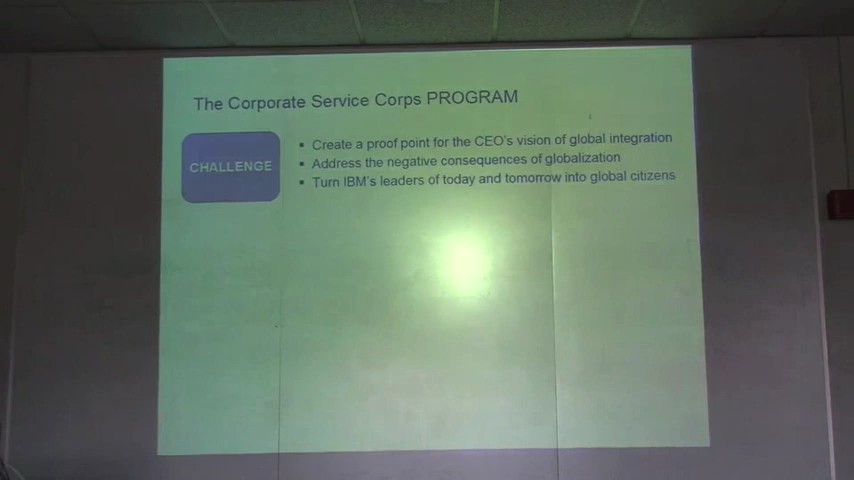 The Corporate Service Corps PROGRAM
CHALLENGE
▪ Create a proof point for the CEO's vision of global integration
▪ Address the negative consequences of globalization
▪ Turn IBM's leaders of today and tomorrow into global citizens